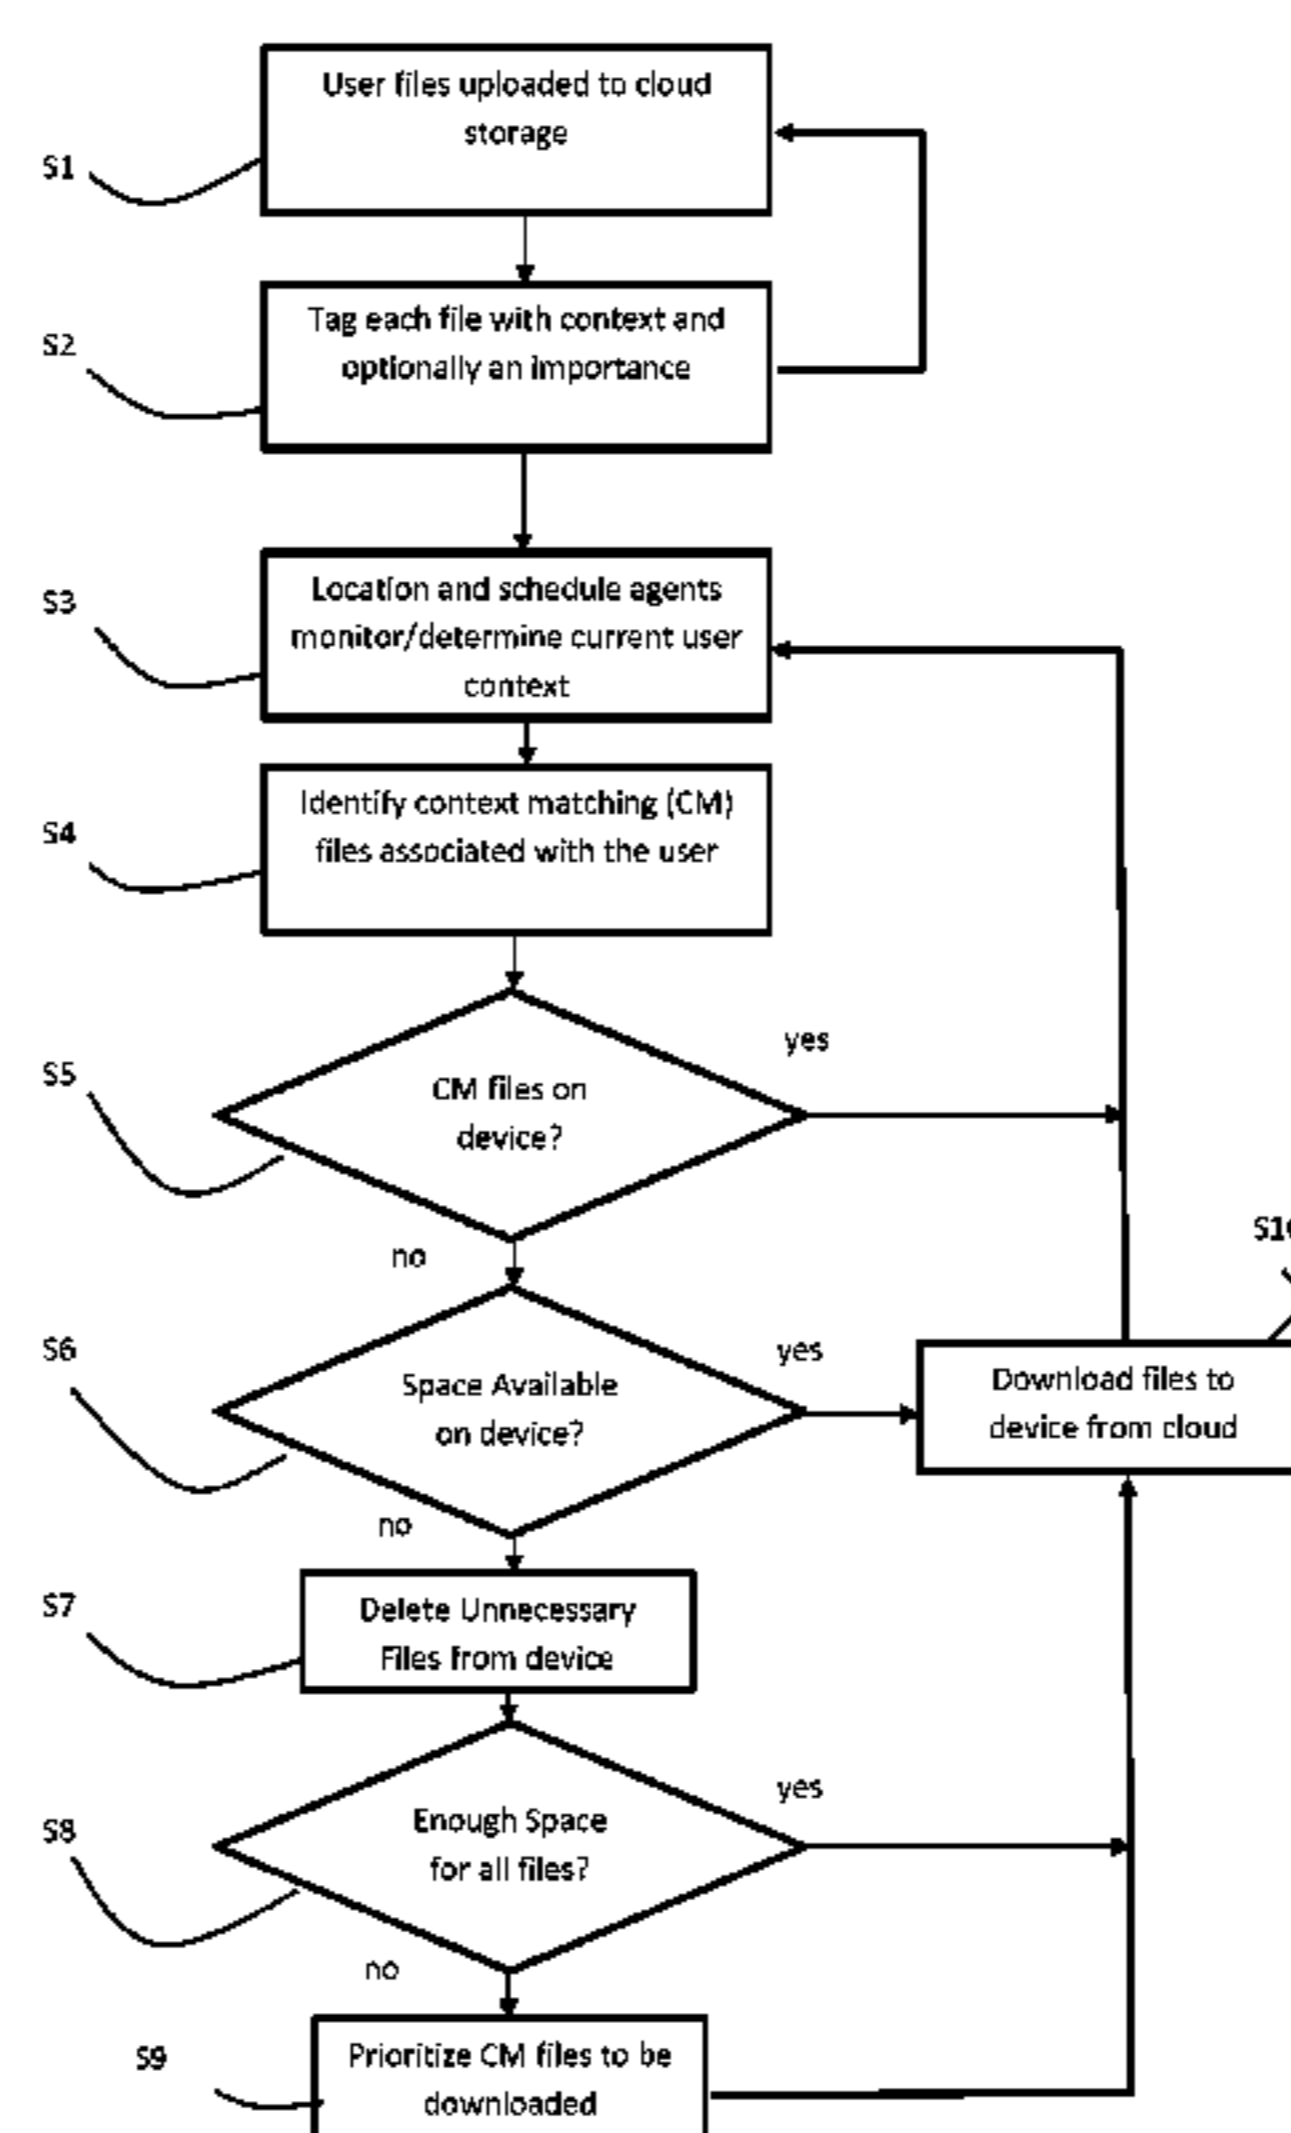 User files uploaded to cloud
storage
S1
Tag each file with context and
optionally an importance
S2
Location and schedule agents
monitor/determine current user
context
S3
Identify context matching (CM)
files associated with the user
S4
yes
CM files on
device?
S5
no
S6
Space Available
on device?
yes
Download files to
device from cloud
no
S7
Delete Unnecessary
Files from device
yes
S8
Enough Space
for all files?
no
S9
Prioritize CM files to be
downloaded